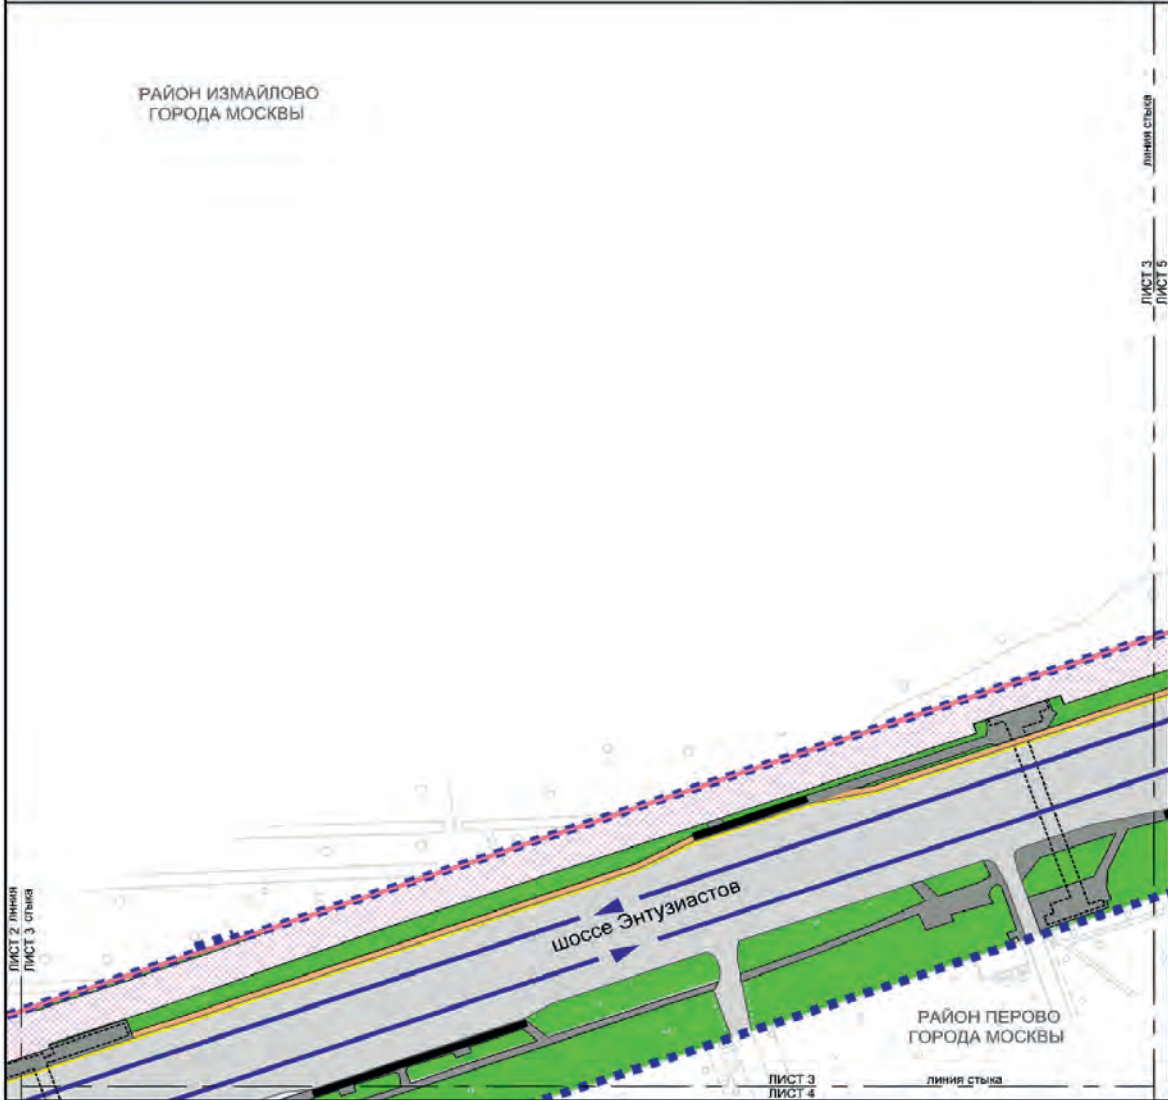 РАЙОН ИЗМАЙЛОВО
ГОРОДА МОСКВЫ
линия стыка
ЛИСТ 3
ЛИСТ 5
шоссе Энтузиастов
ЛИСТ 2 линия
ЛИСТ 3 стыка
РАЙОН ПЕРОВО
ГОРОДА МОСКВЫ
ЛИСТ 3
ЛИСТ 4
линия стыка